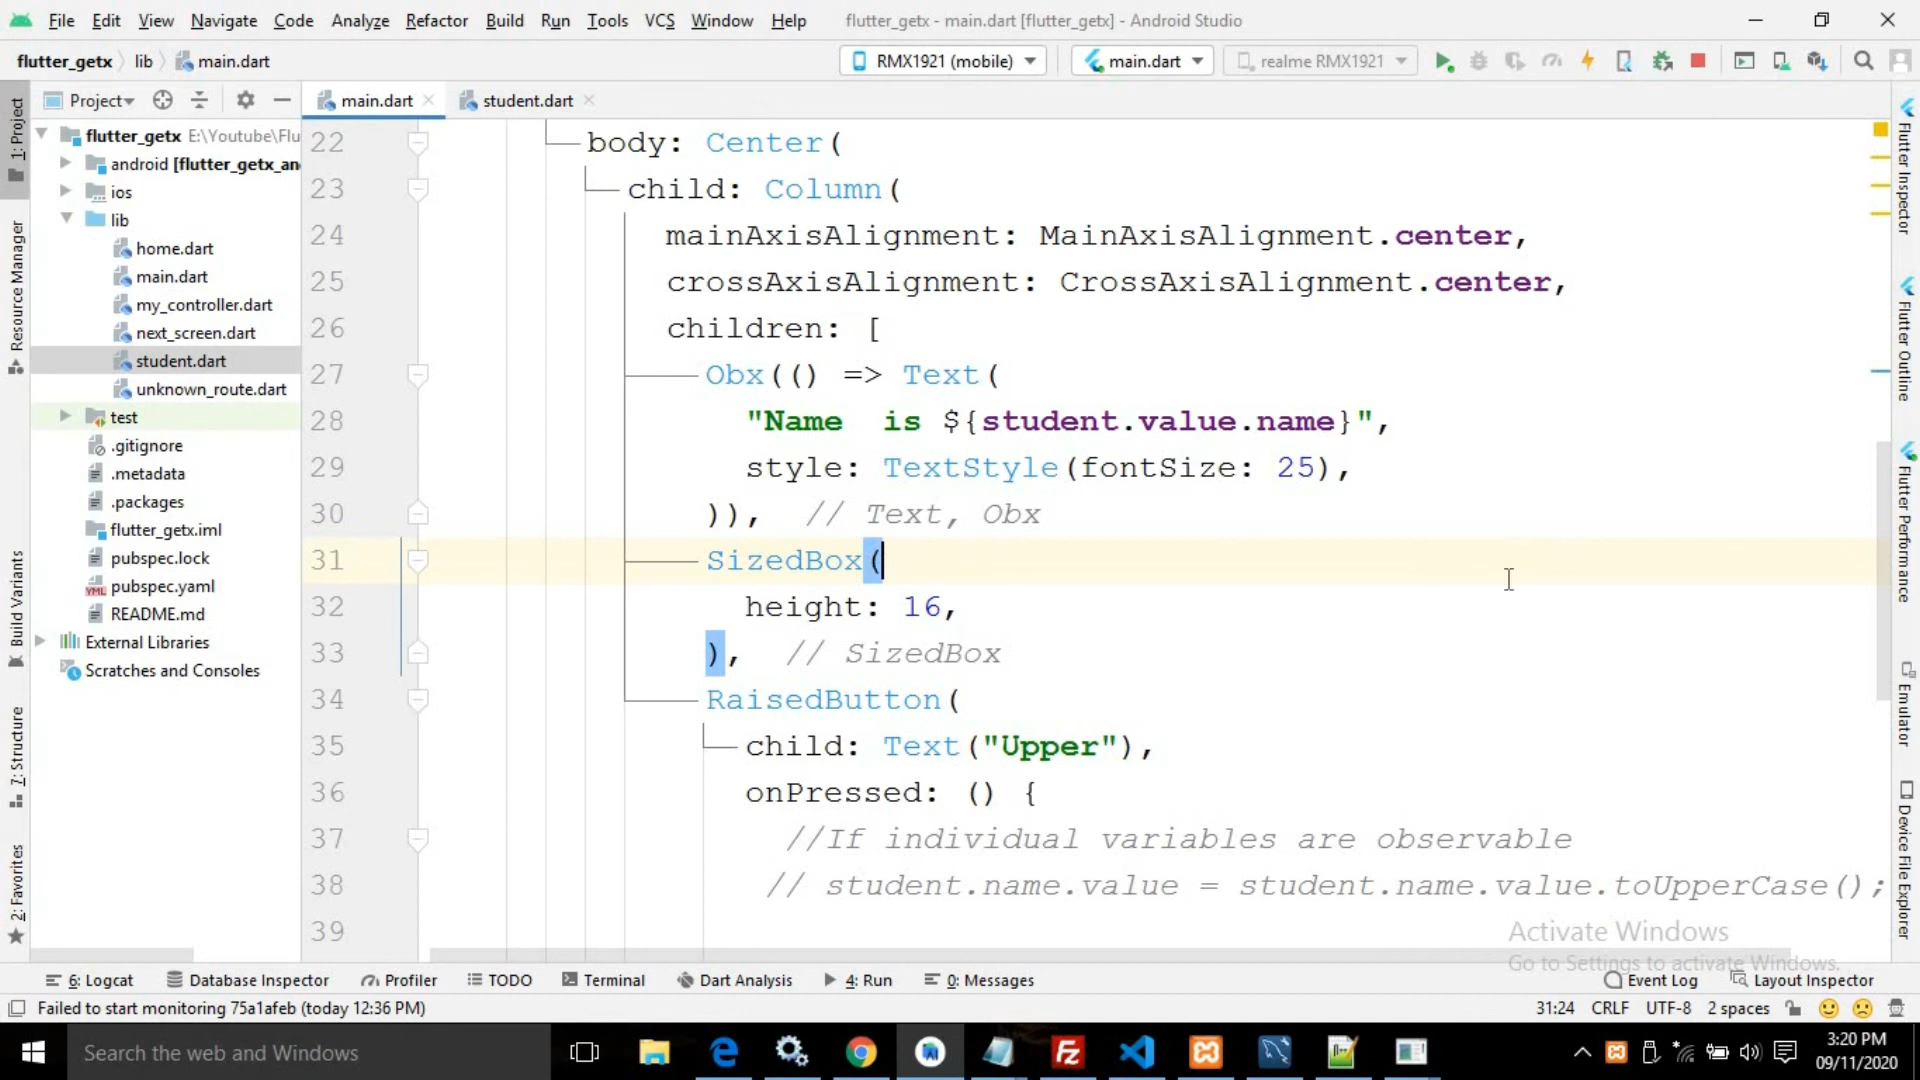 File Edit View Navigate Code Analyze Refactor Build Run Tools VCS Window Help flutter_getx - main.dart [flutter_getx] - Android Studio
flutter_getx lib main.dart RMX1921 (mobile) main.dart realme RMX1921
Project main.dart student.dart
1: Project
Resource Manager
Build Variants
7: Structure
2: Favorites
flutter_getx E:\Youtube\Flu
android [flutter_getx_an
ios
lib
home.dart
main.dart
my_controller.dart
next_screen.dart
student.dart
unknown_route.dart
test
.gitignore
.metadata
.packages
flutter_getx.iml
pubspec.lock
pubspec.yaml
README.md
External Libraries
Scratches and Consoles
22 body: Center(
23 child: Column(
24 mainAxisAlignment: MainAxisAlignment.center,
25 crossAxisAlignment: CrossAxisAlignment.center,
26 children: [
27 Obx(() => Text(
28 "Name  is ${student.value.name}",
29 style: TextStyle(fontSize: 25),
30 )), // Text, Obx
31 SizedBox(
32 height: 16,
33 ), // SizedBox
34 RaisedButton(
35 child: Text("Upper"),
36 onPressed: () {
37 //If individual variables are observable
38 // student.name.value = student.name.value.toUpperCase();
39
Flutter Inspector
Flutter Outline
Flutter Performance
Emulator
Device File Explorer
Activate Windows
Go to Settings to activate Windows.
6: Logcat Database Inspector Profiler TODO Terminal Dart Analysis 4: Run 0: Messages Event Log Layout Inspector
Failed to start monitoring 75a1afeb (today 12:36 PM) 31:24 CRLF UTF-8 2 spaces
Search the web and Windows
3:20 PM
09/11/2020